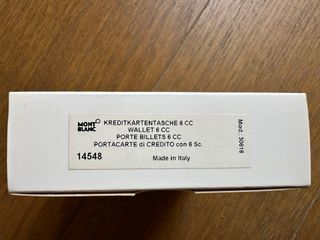 MONT
BLANC
KREDITKARTENTASCHE 6 CC
WALLET 6 CC
PORTE BILLETS 6 CC
PORTACARTE di CREDITO con 6 Sc.
14548
Made in Italy
Mod.: 30618